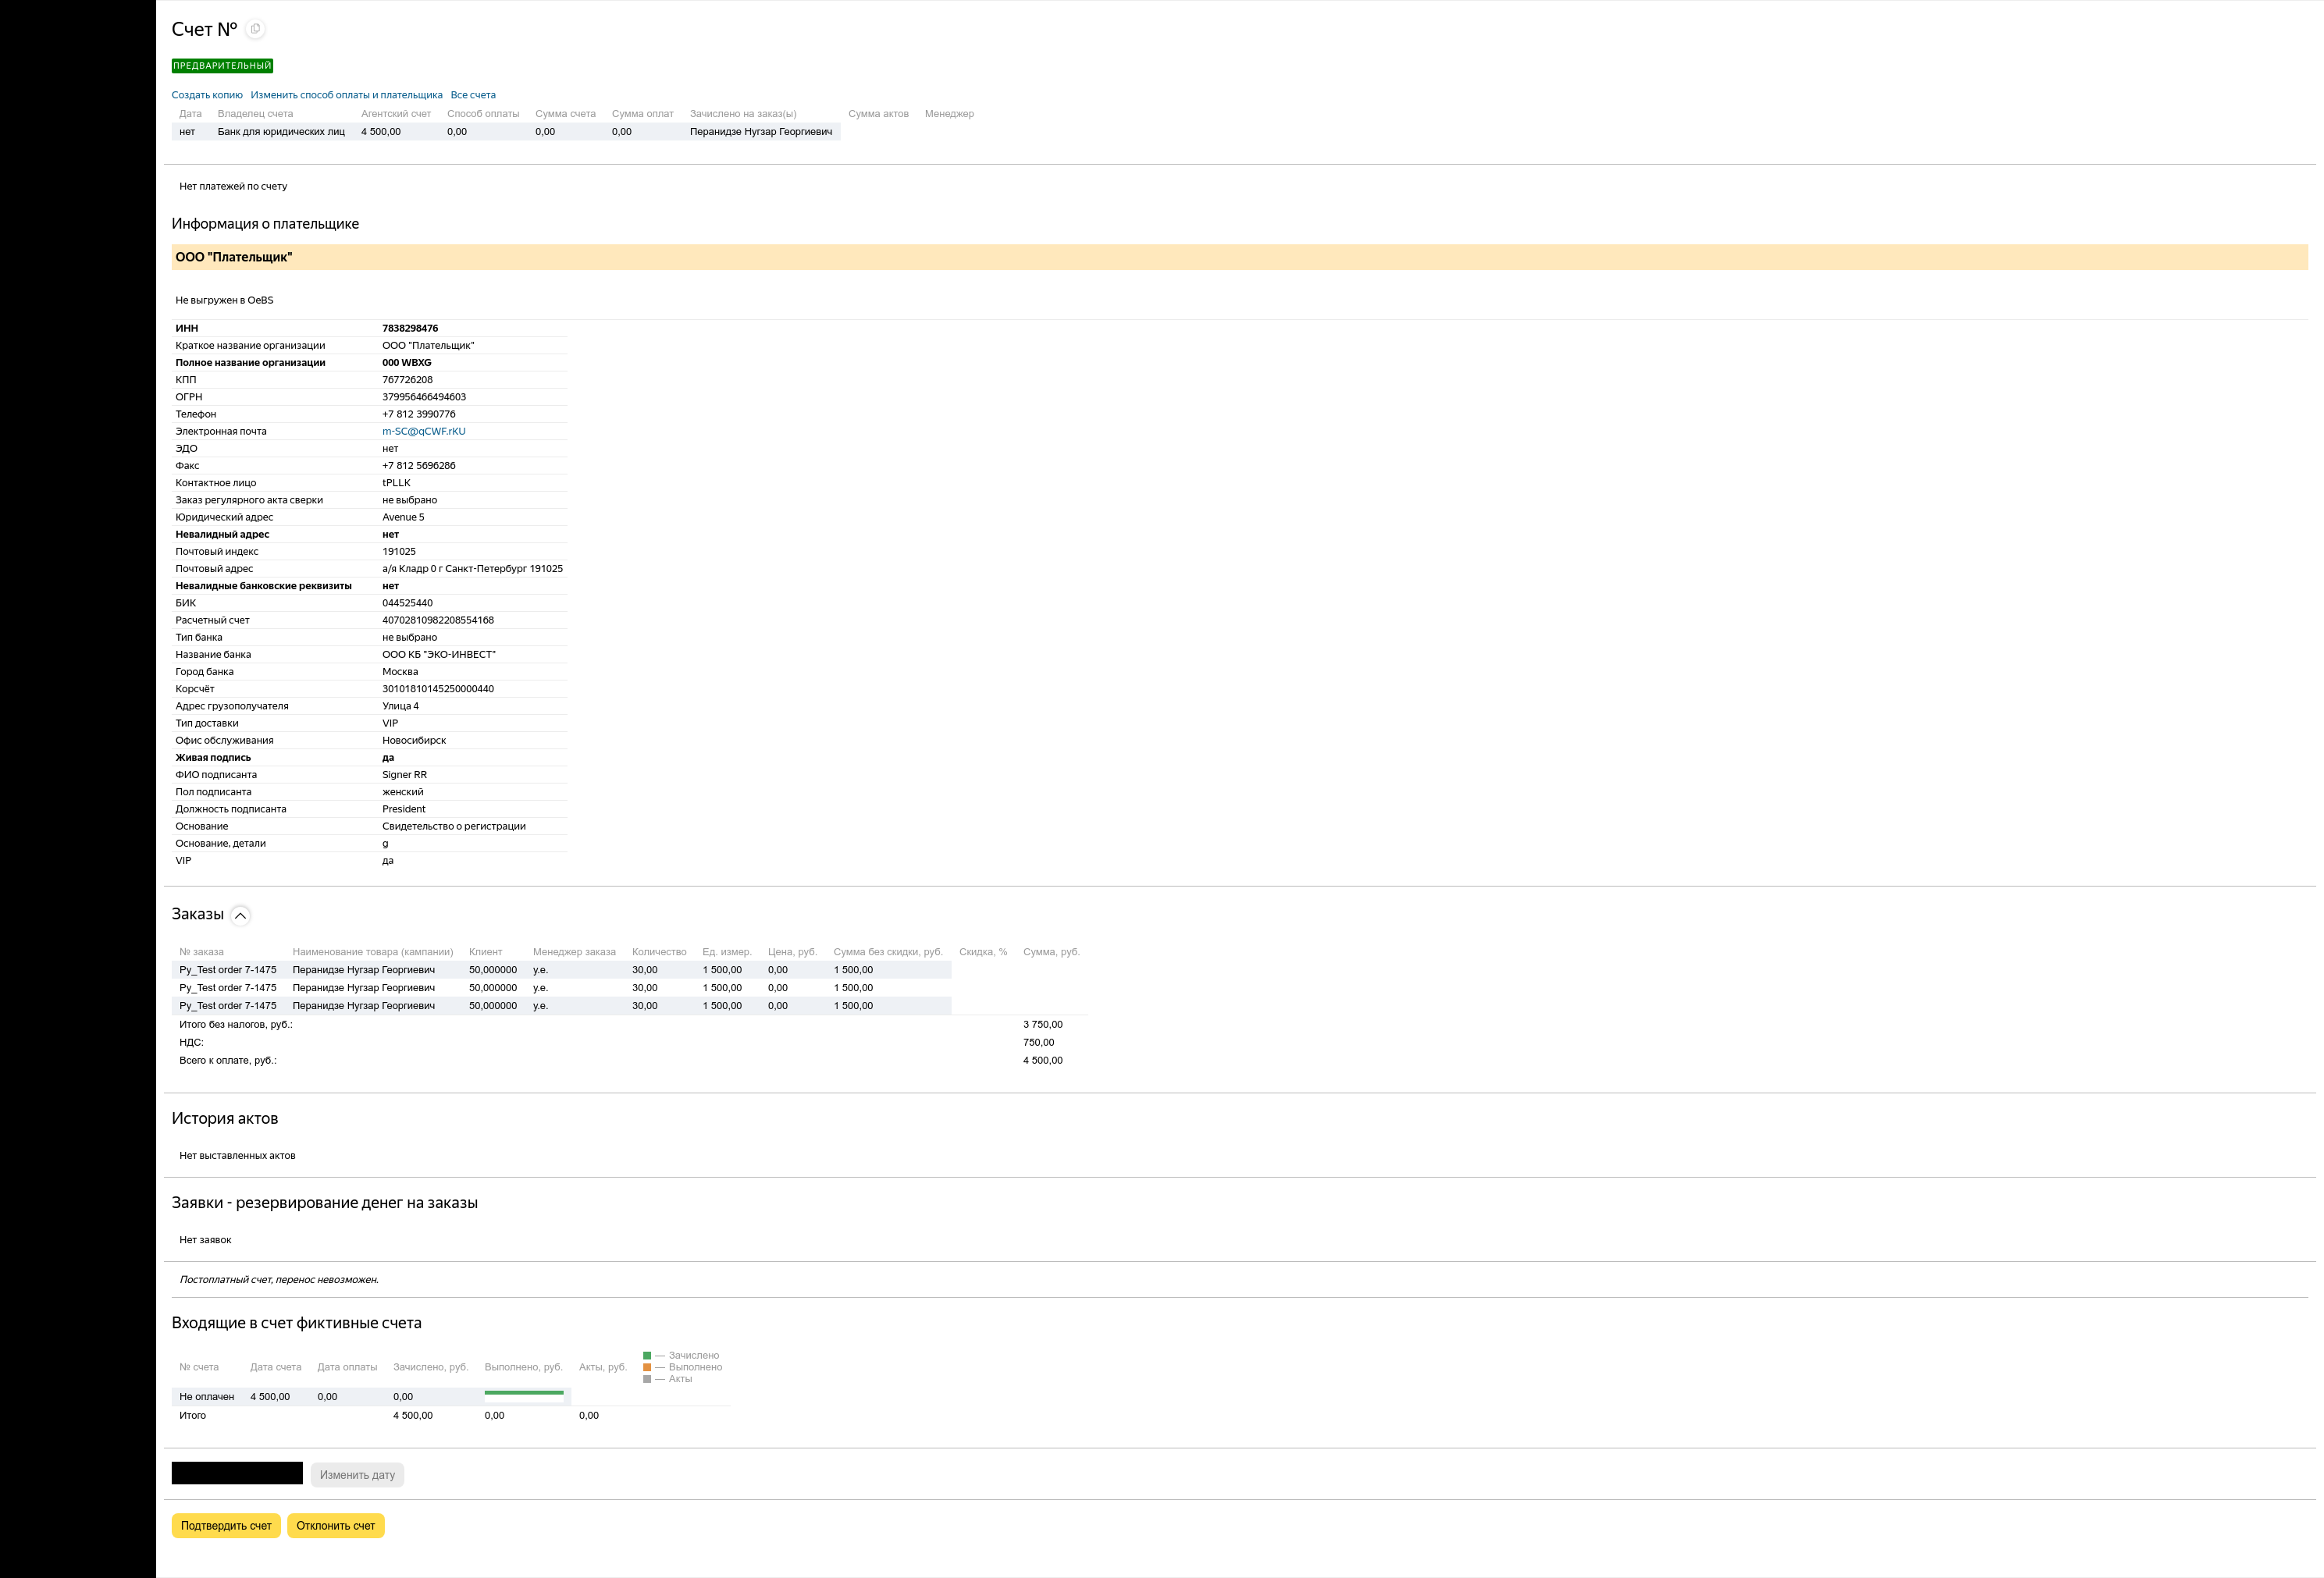 Счет №
ПРЕДВАРИТЕЛЬНЫЙ
Создать копию Изменить способ оплаты и плательщика Все счета
Дата Владелец счета Агентский счет Способ оплаты Сумма счета Сумма оплат Зачислено на заказ(ы) Сумма актов Менеджер
нет Банк для юридических лиц 4 500,00 0,00 0,00 0,00 Перанидзе Нугзар Георгиевич
Нет платежей по счету
Информация о плательщике
ООО "Плательщик"
Не выгружен в OeBS
ИНН 7838298476
Краткое название организации ООО "Плательщик"
Полное название организации 000 WBXG
КПП 767726208
ОГРН 379956466494603
Телефон +7 812 3990776
Электронная почта m-SC@qCWF.rKU
ЭДО нет
Факс +7 812 5696286
Контактное лицо tPLLK
Заказ регулярного акта сверки не выбрано
Юридический адрес Avenue 5
Невалидный адрес нет
Почтовый индекс 191025
Почтовый адрес а/я Кладр 0 г Санкт-Петербург 191025
Невалидные банковские реквизиты нет
БИК 044525440
Расчетный счет 40702810982208554168
Тип банка не выбрано
Название банка ООО КБ "ЭКО-ИНВЕСТ"
Город банка Москва
Корсчёт 30101810145250000440
Адрес грузополучателя Улица 4
Тип доставки VIP
Офис обслуживания Новосибирск
Живая подпись да
ФИО подписанта Signer RR
Пол подписанта женский
Должность подписанта President
Основание Свидетельство о регистрации
Основание, детали g
VIP да
Заказы
№ заказа Наименование товара (кампании) Клиент Менеджер заказа Количество Ед. измер. Цена, руб. Сумма без скидки, руб. Скидка, % Сумма, руб.
Py_Test order 7-1475 Перанидзе Нугзар Георгиевич 50,000000 у.е. 30,00 1 500,00 0,00 1 500,00
Py_Test order 7-1475 Перанидзе Нугзар Георгиевич 50,000000 у.е. 30,00 1 500,00 0,00 1 500,00
Py_Test order 7-1475 Перанидзе Нугзар Георгиевич 50,000000 у.е. 30,00 1 500,00 0,00 1 500,00
Итого без налогов, руб.: 3 750,00
НДС: 750,00
Всего к оплате, руб.: 4 500,00
История актов
Нет выставленных актов
Заявки - резервирование денег на заказы
Нет заявок
Постоплатный счет, перенос невозможен.
Входящие в счет фиктивные счета
№ счета Дата счета Дата оплаты Зачислено, руб. Выполнено, руб. Акты, руб.
— Зачислено
— Выполнено
— Акты
Не оплачен 4 500,00 0,00 0,00
Итого 4 500,00 0,00 0,00
Изменить дату
Подтвердить счет Отклонить счет